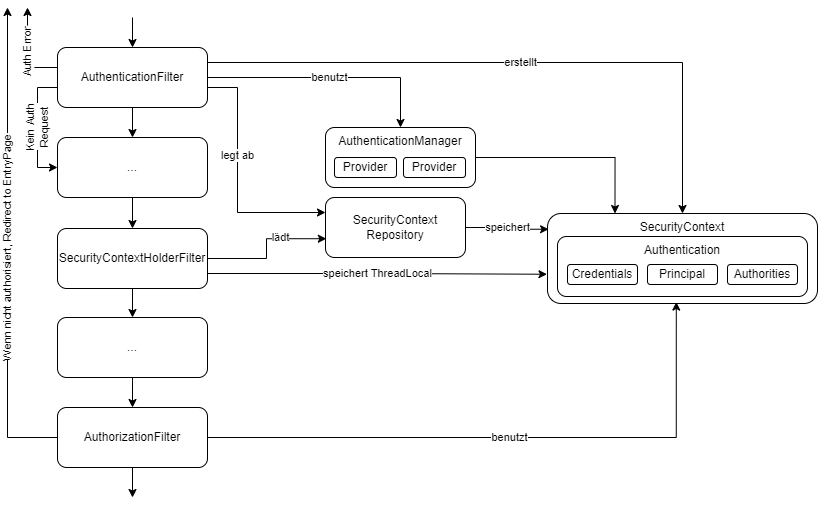 Wenn nicht authorisiert, Redirect to EntryPage
Auth Error
AuthenticationFilter
erstellt
benutzt
Kein Auth
Request
legt ab
AuthenticationManager
Provider
Provider
...
SecurityContext
Repository
speichert
SecurityContext
Authentication
Credentials
Principal
Authorities
SecurityContextHolderFilter
lädt
speichert ThreadLocal
...
AuthorizationFilter
benutzt